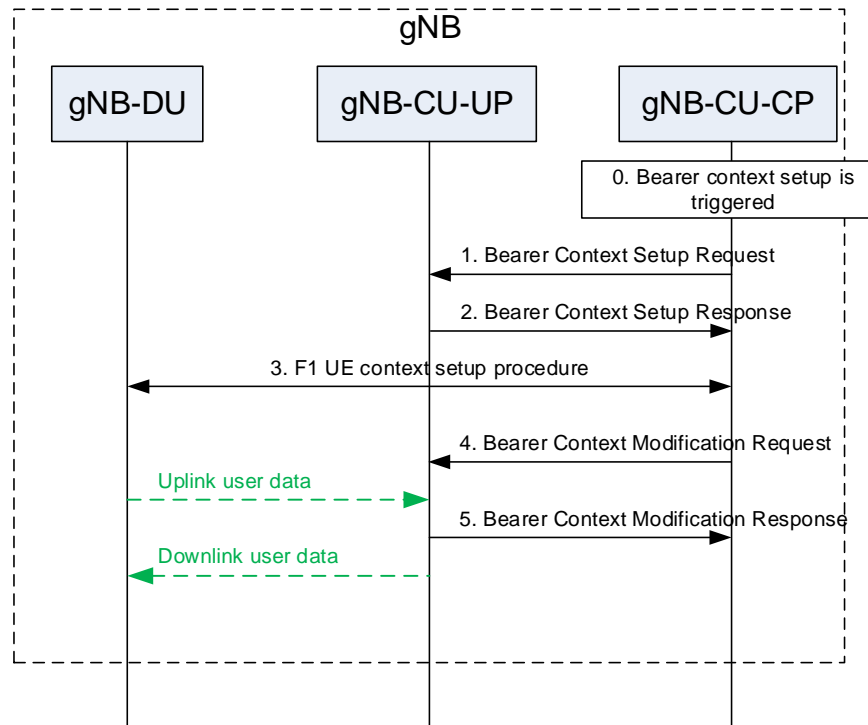 gNB
gNB-DU
gNB-CU-UP
gNB-CU-CP
0. Bearer context setup is
triggered
1. Bearer Context Setup Request
2. Bearer Context Setup Response
3. F1 UE context setup procedure
4. Bearer Context Modification Request
Uplink user data
5. Bearer Context Modification Response
Downlink user data